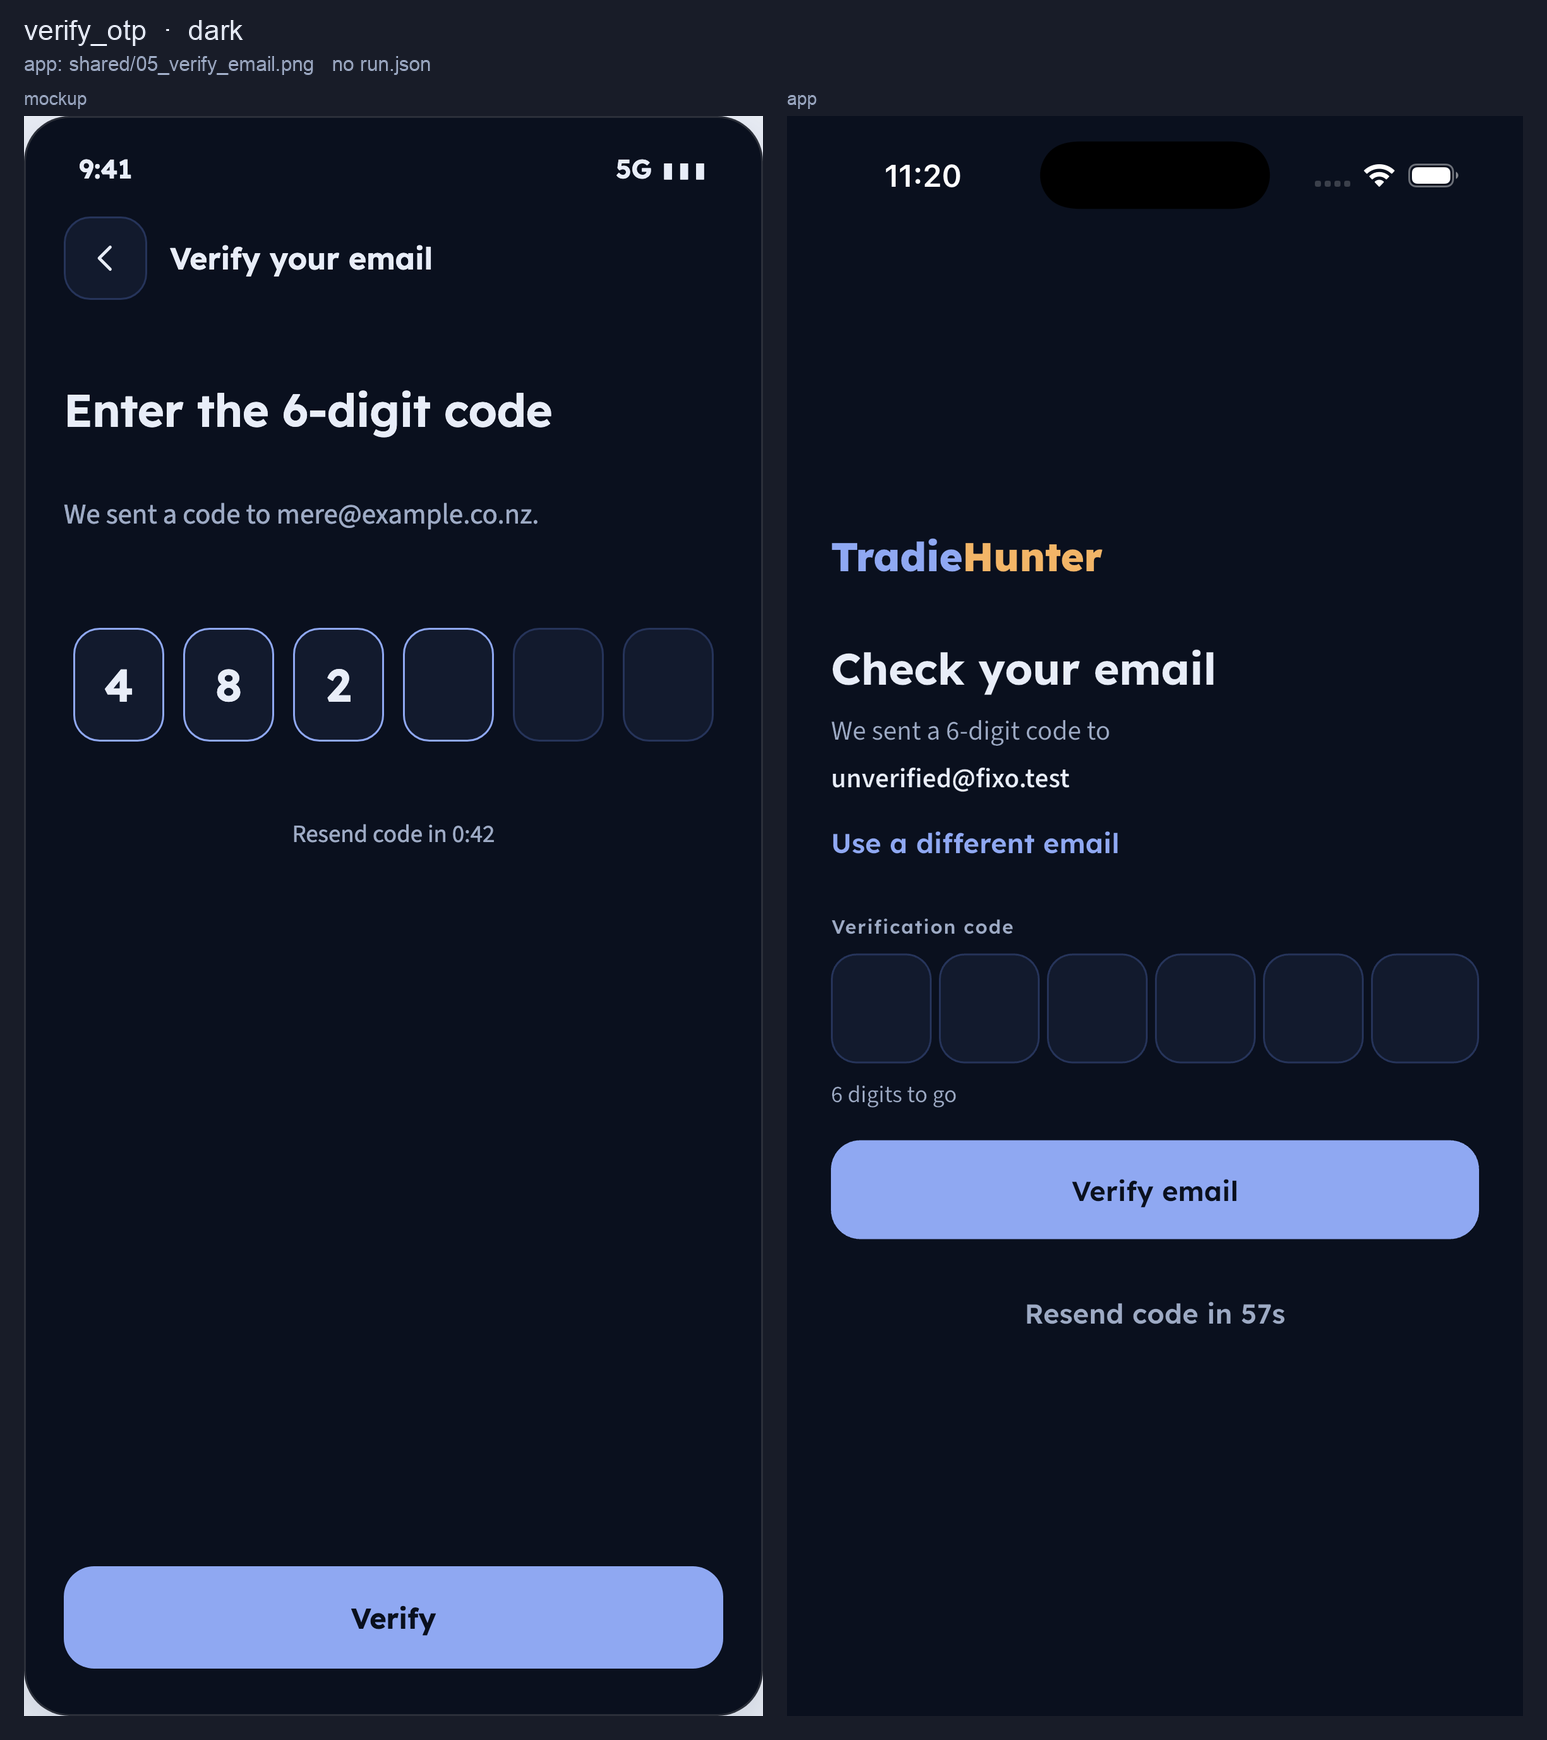 verify_otp · dark
app: shared/05_verify_email.png no run.json
mockup
9:41 5G
Verify your email
Enter the 6-digit code
We sent a code to mere@example.co.nz.
4 8 2
Resend code in 0:42
Verify
app
11:20
TradieHunter
Check your email
We sent a 6-digit code to
unverified@fixo.test
Use a different email
Verification code
6 digits to go
Verify email
Resend code in 57s